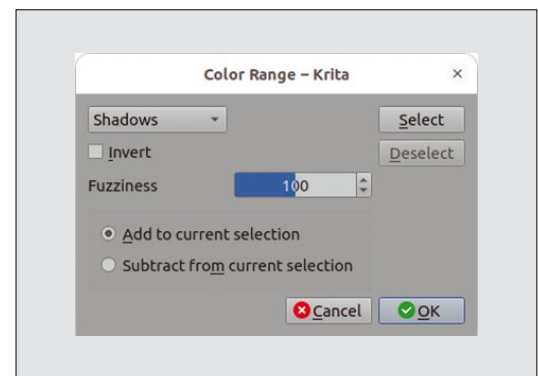 Color Range – Krita ×
Shadows Select
Invert Deselect
Fuzziness 100
Add to current selection
Subtract from current selection
Cancel OK